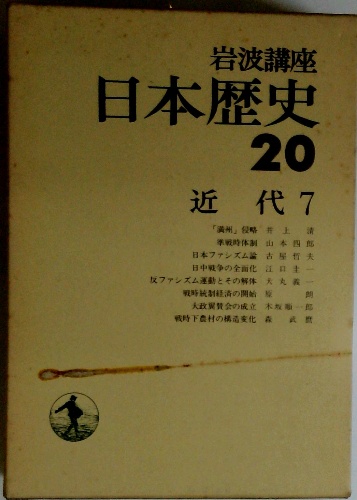 岩波講座
日本歴史
20
近代7
「満州」侵略 井上清
準戦時体制 山本四郎
日本ファシズム論 古屋哲夫
日中戦争の全面化 江口圭一
反ファシズム運動とその解体 犬丸義一
戦時統制経済の開始 原朗
大政翼賛会の成立 木坂順一郎
戦時下農村の構造変化 森武麿